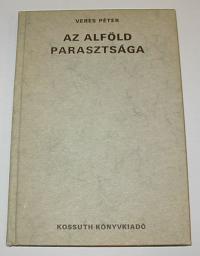 VERES PÉTER
AZ ALFÖLD
PARASZTSÁGA
KOSSUTH KÖNYVKIADÓ